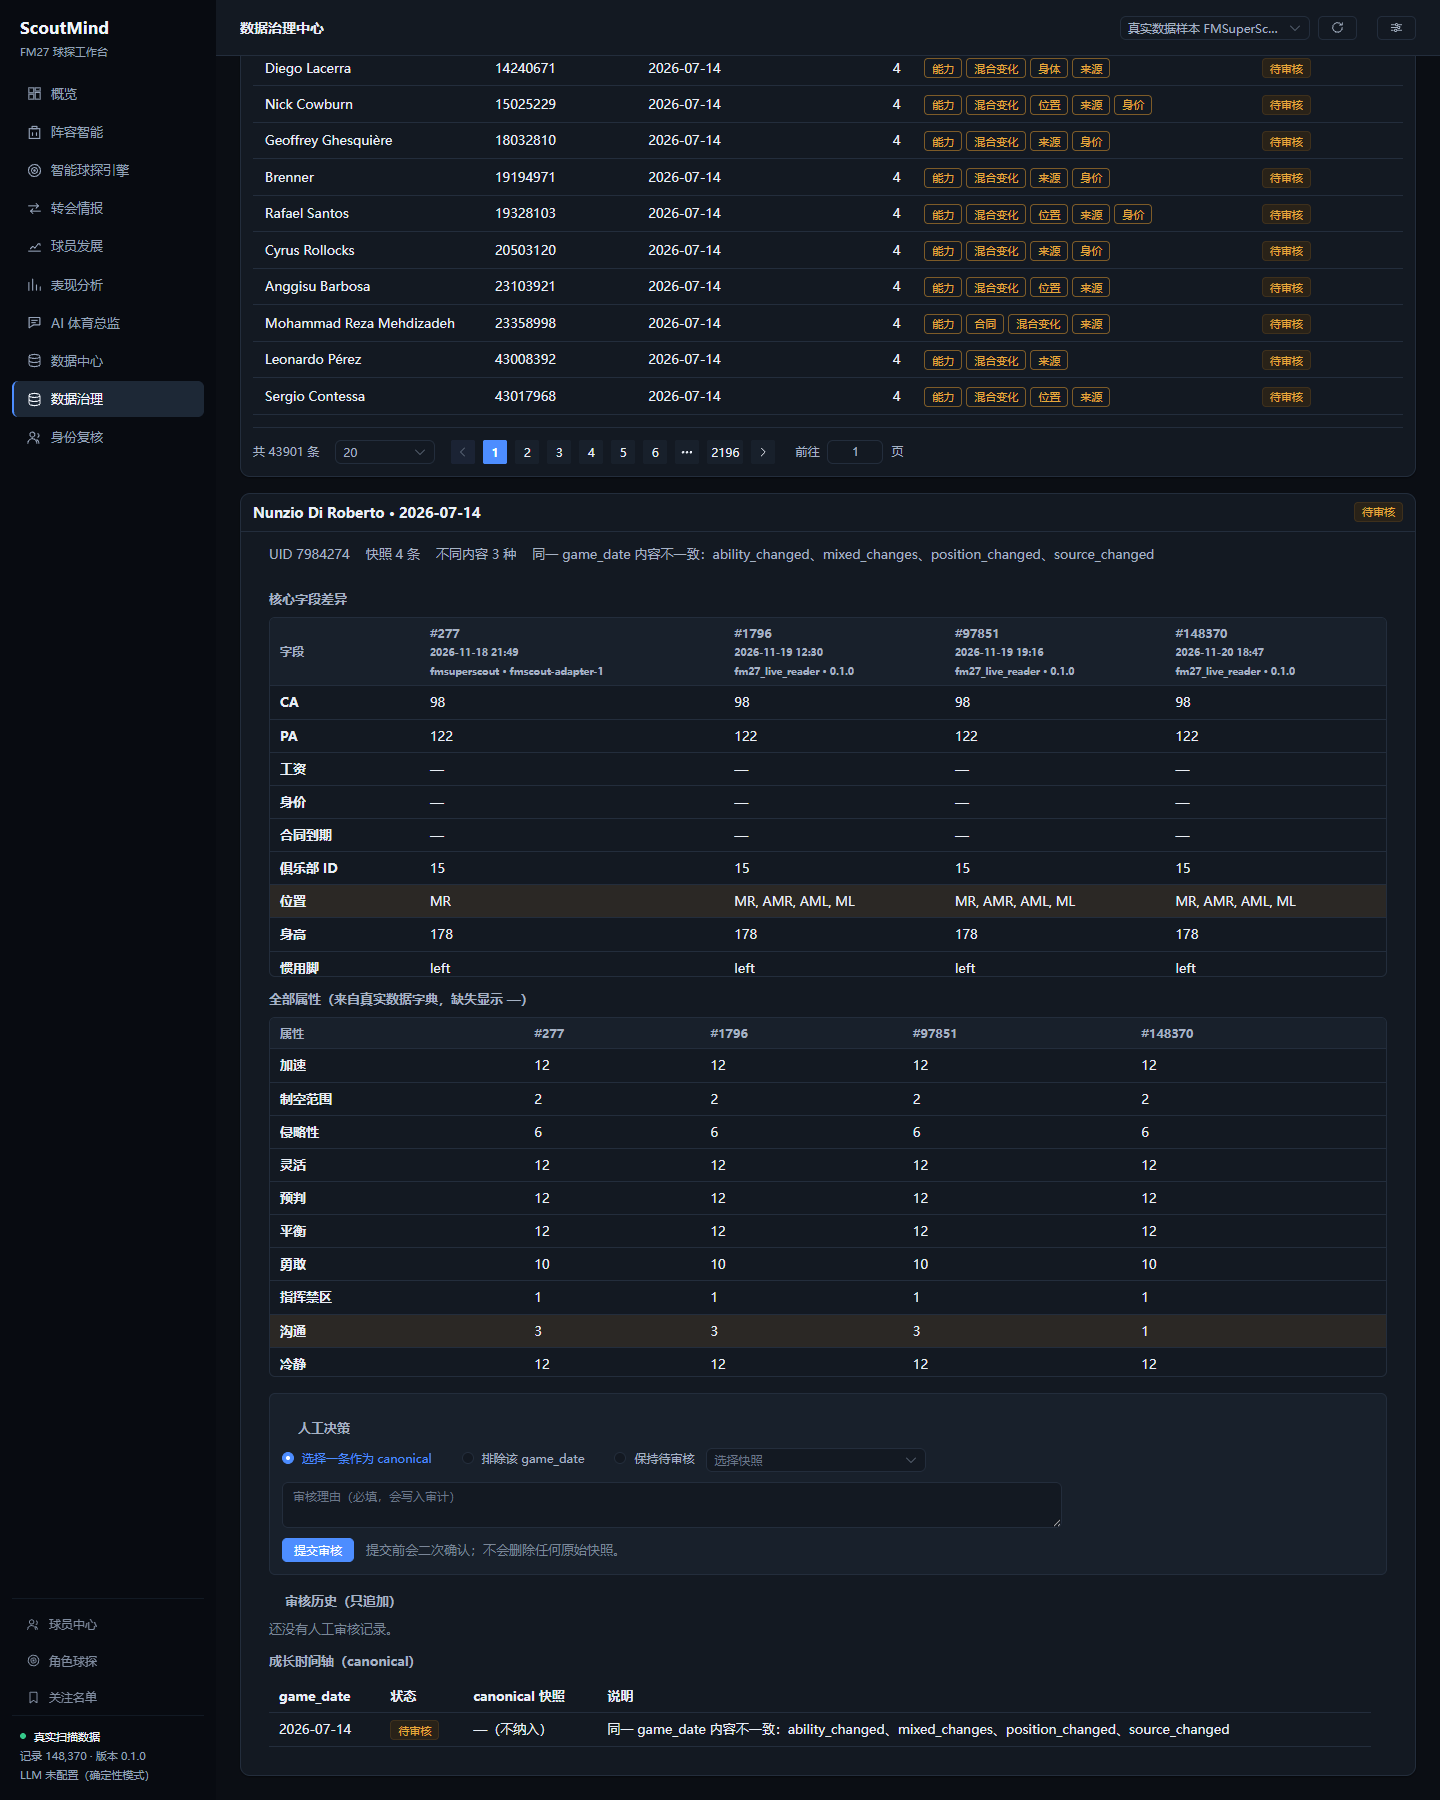 ScoutMind
FM27 球探工作台
概览
阵容智能
智能球探引擎
转会情报
球员发展
表现分析
AI 体育总监
数据中心
数据治理
身份复核
球员中心
角色球探
关注名单
真实扫描数据
记录 148,370 · 版本 0.1.0
LLM 未配置（确定性模式）
数据治理中心
真实数据样本 FMSuperSc...
Diego Lacerra 14240671 2026-07-14 4 能力 混合变化 身体 来源 待审核
Nick Cowburn 15025229 2026-07-14 4 能力 混合变化 位置 来源 身价 待审核
Geoffrey Ghesquière 18032810 2026-07-14 4 能力 混合变化 来源 身价 待审核
Brenner 19194971 2026-07-14 4 能力 混合变化 来源 身价 待审核
Rafael Santos 19328103 2026-07-14 4 能力 混合变化 位置 来源 身价 待审核
Cyrus Rollocks 20503120 2026-07-14 4 能力 混合变化 来源 身价 待审核
Anggisu Barbosa 23103921 2026-07-14 4 能力 混合变化 位置 来源 待审核
Mohammad Reza Mehdizadeh 23358998 2026-07-14 4 能力 合同 混合变化 来源 待审核
Leonardo Pérez 43008392 2026-07-14 4 能力 混合变化 来源 待审核
Sergio Contessa 43017968 2026-07-14 4 能力 混合变化 位置 来源 待审核
共 43901 条 20 1 2 3 4 5 6 ··· 2196 前往 1 页
Nunzio Di Roberto • 2026-07-14 待审核
UID 7984274 快照 4 条 不同内容 3 种 同一 game_date 内容不一致：ability_changed、mixed_changes、position_changed、source_changed
核心字段差异
字段 #277 #1796 #97851 #148370
2026-11-18 21:49 2026-11-19 12:30 2026-11-19 19:16 2026-11-20 18:47
fmsuperscout • fmscout-adapter-1 fm27_live_reader • 0.1.0 fm27_live_reader • 0.1.0 fm27_live_reader • 0.1.0
CA 98 98 98 98
PA 122 122 122 122
工资 — — — —
身价 — — — —
合同到期 — — — —
俱乐部 ID 15 15 15 15
位置 MR MR, AMR, AML, ML MR, AMR, AML, ML MR, AMR, AML, ML
身高 178 178 178 178
惯用脚 left left left left
全部属性（来自真实数据字典，缺失显示 —）
属性 #277 #1796 #97851 #148370
加速 12 12 12 12
制空范围 2 2 2 2
侵略性 6 6 6 6
灵活 12 12 12 12
预判 12 12 12 12
平衡 12 12 12 12
勇敢 10 10 10 10
指挥禁区 1 1 1 1
沟通 3 3 3 1
冷静 12 12 12 12
人工决策
选择一条作为 canonical 排除该 game_date 保持待审核 选择快照
审核理由（必填，会写入审计）
提交审核 提交前会二次确认；不会删除任何原始快照。
审核历史（只追加）
还没有人工审核记录。
成长时间轴（canonical）
game_date 状态 canonical 快照 说明
2026-07-14 待审核 —（不纳入） 同一 game_date 内容不一致：ability_changed、mixed_changes、position_changed、source_changed